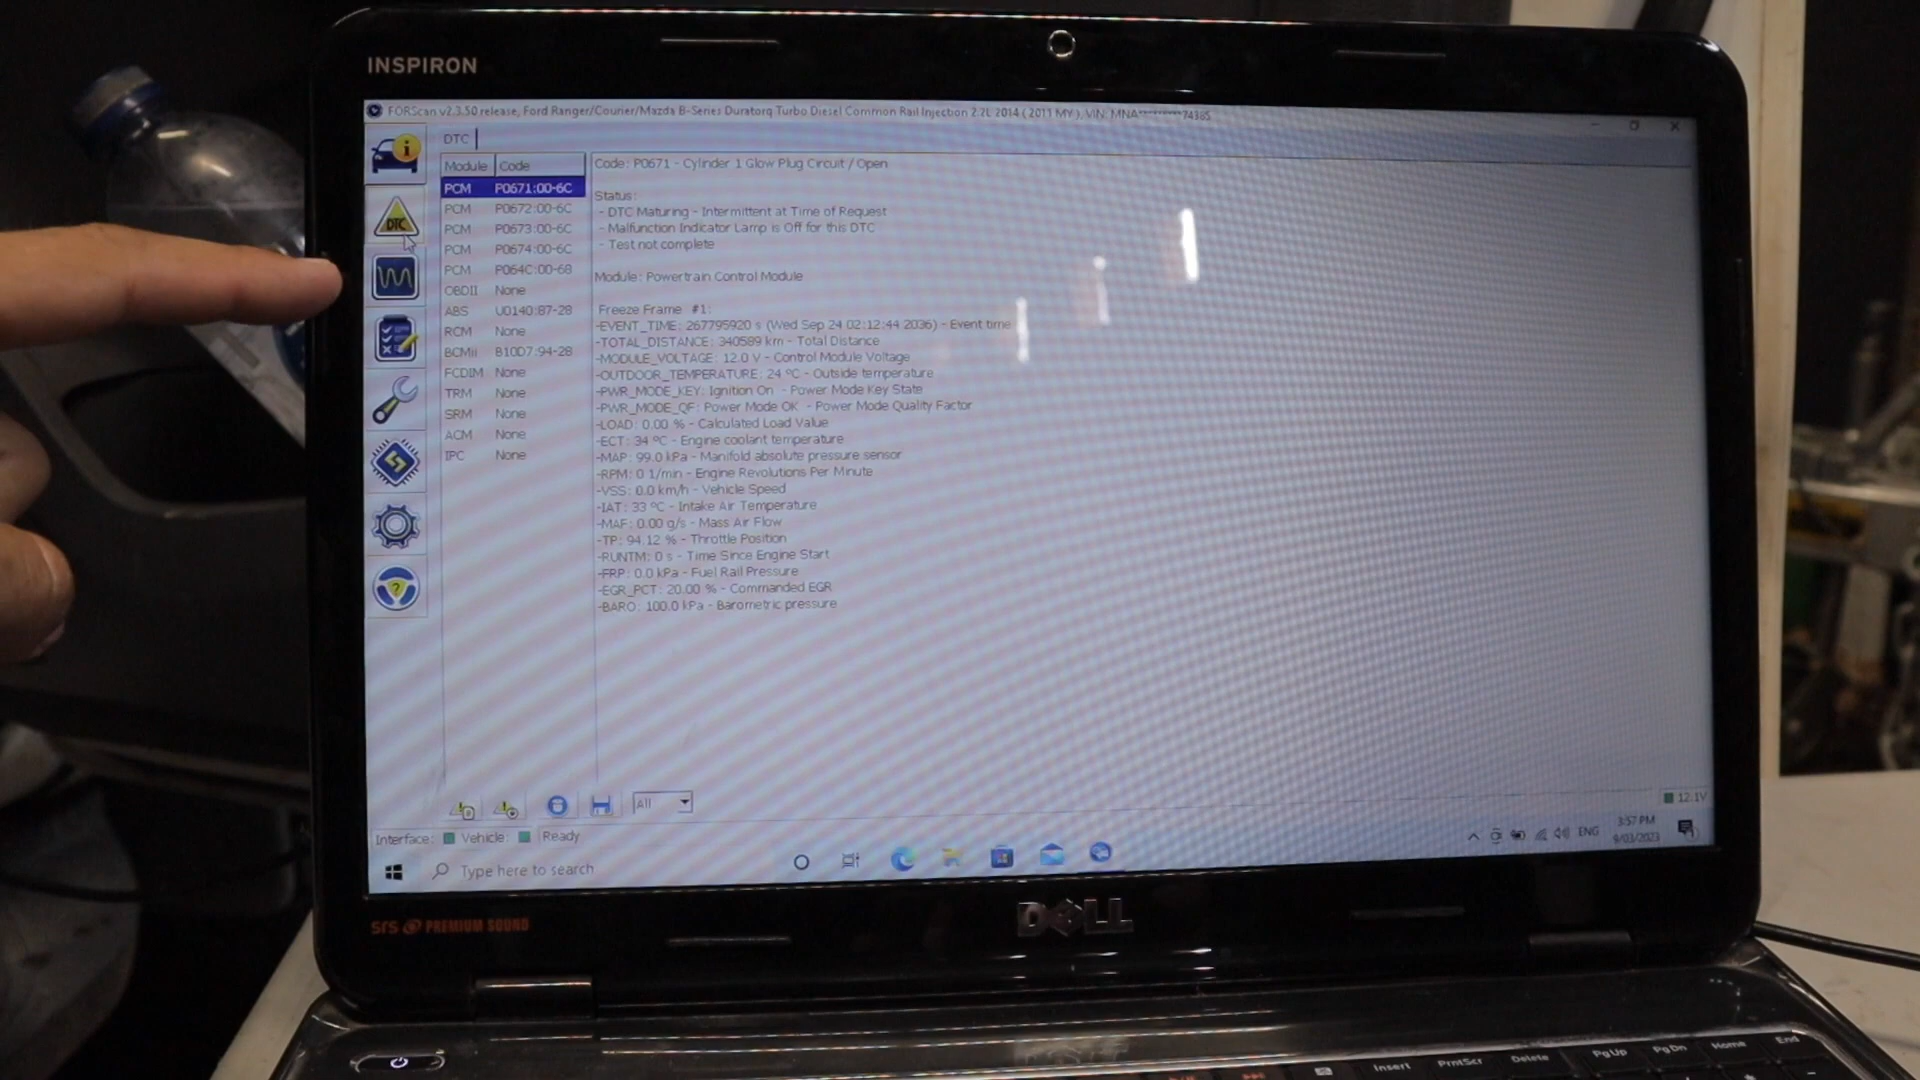 INSPIRON
FORScan v2.3.50 release, Ford Ranger/Courier/Mazda B-Series Duratorq Turbo Diesel Common Rail Injection 2.2L 2014 ( 2011 MY ), VIN: MNA*********74385
DTC
Module Code
PCM P0671:00-6C
PCM P0672:00-6C
PCM P0673:00-6C
PCM P0674:00-6C
PCM P064C:00-68
OBDII None
ABS U0140:87-28
RCM None
BCMii B10D7:94-28
FCDIM None
TRM None
SRM None
ACM None
IPC None
Code: P0671 - Cylinder 1 Glow Plug Circuit / Open
Status:
- DTC Maturing - Intermittent at Time of Request
- Malfunction Indicator Lamp is Off for this DTC
- Test not complete
Module: Powertrain Control Module
Freeze Frame #1:
-EVENT_TIME: 267795920 s (Wed Sep 24 02:12:44 2036) - Event time
-TOTAL_DISTANCE: 340589 km - Total Distance
-MODULE_VOLTAGE: 12.0 V - Control Module Voltage
-OUTDOOR_TEMPERATURE: 24 ºC - Outside temperature
-PWR_MODE_KEY: Ignition On - Power Mode Key State
-PWR_MODE_QF: Power Mode OK - Power Mode Quality Factor
-LOAD: 0.00 % - Calculated Load Value
-ECT: 34 ºC - Engine coolant temperature
-MAP: 99.0 kPa - Manifold absolute pressure sensor
-RPM: 0 1/min - Engine Revolutions Per Minute
-VSS: 0.0 km/h - Vehicle Speed
-IAT: 33 ºC - Intake Air Temperature
-MAF: 0.00 g/s - Mass Air Flow
-TP: 94.12 % - Throttle Position
-RUNTM: 0 s - Time Since Engine Start
-FRP: 0.0 kPa - Fuel Rail Pressure
-EGR_PCT: 20.00 % - Commanded EGR
-BARO: 100.0 kPa - Barometric pressure
All
12.1V
Interface: Vehicle: Ready
Type here to search
ENG
3:57 PM
9/03/2023
SRS PREMIUM SOUND
DELL
Insert PrntScr Delete PgUp PgDn Home End